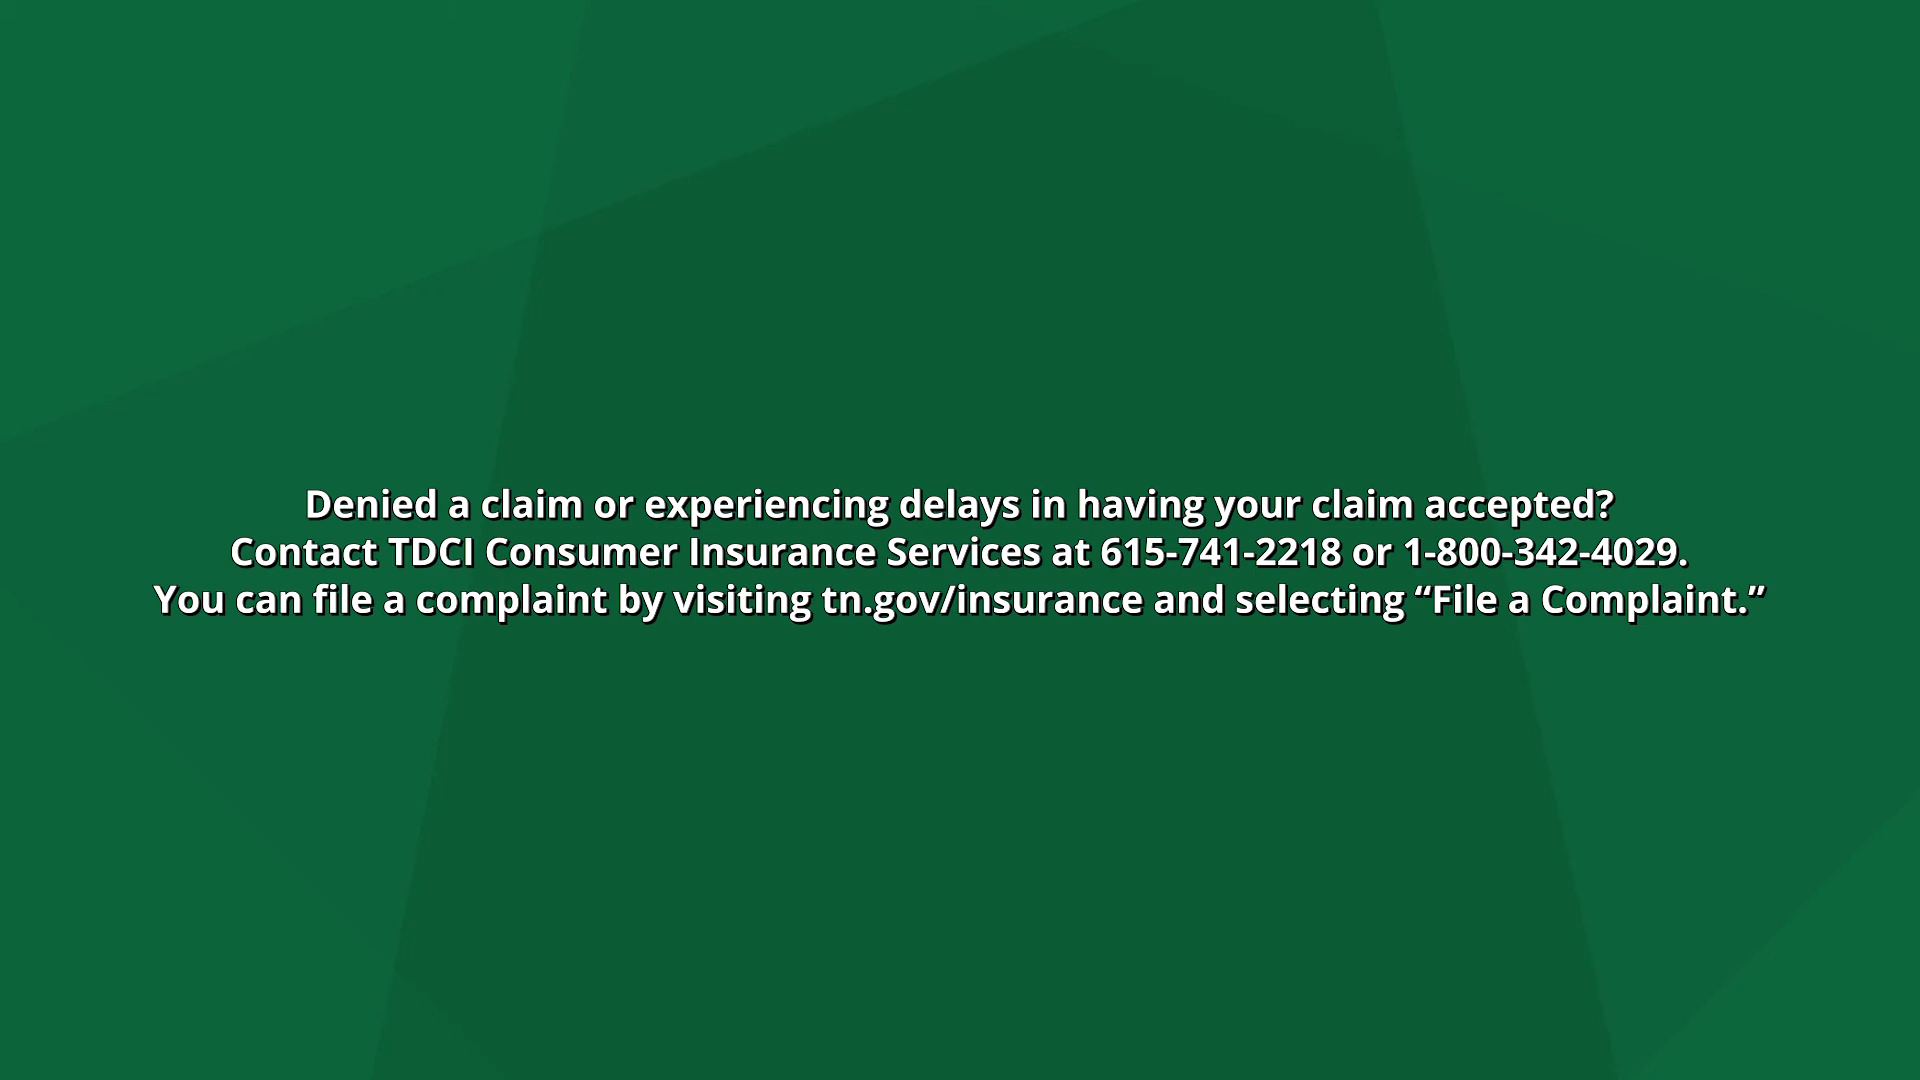 Denied a claim or experiencing delays in having your claim accepted?
Contact TDCI Consumer Insurance Services at 615-741-2218 or 1-800-342-4029.
You can file a complaint by visiting tn.gov/insurance and selecting “File a Complaint.”